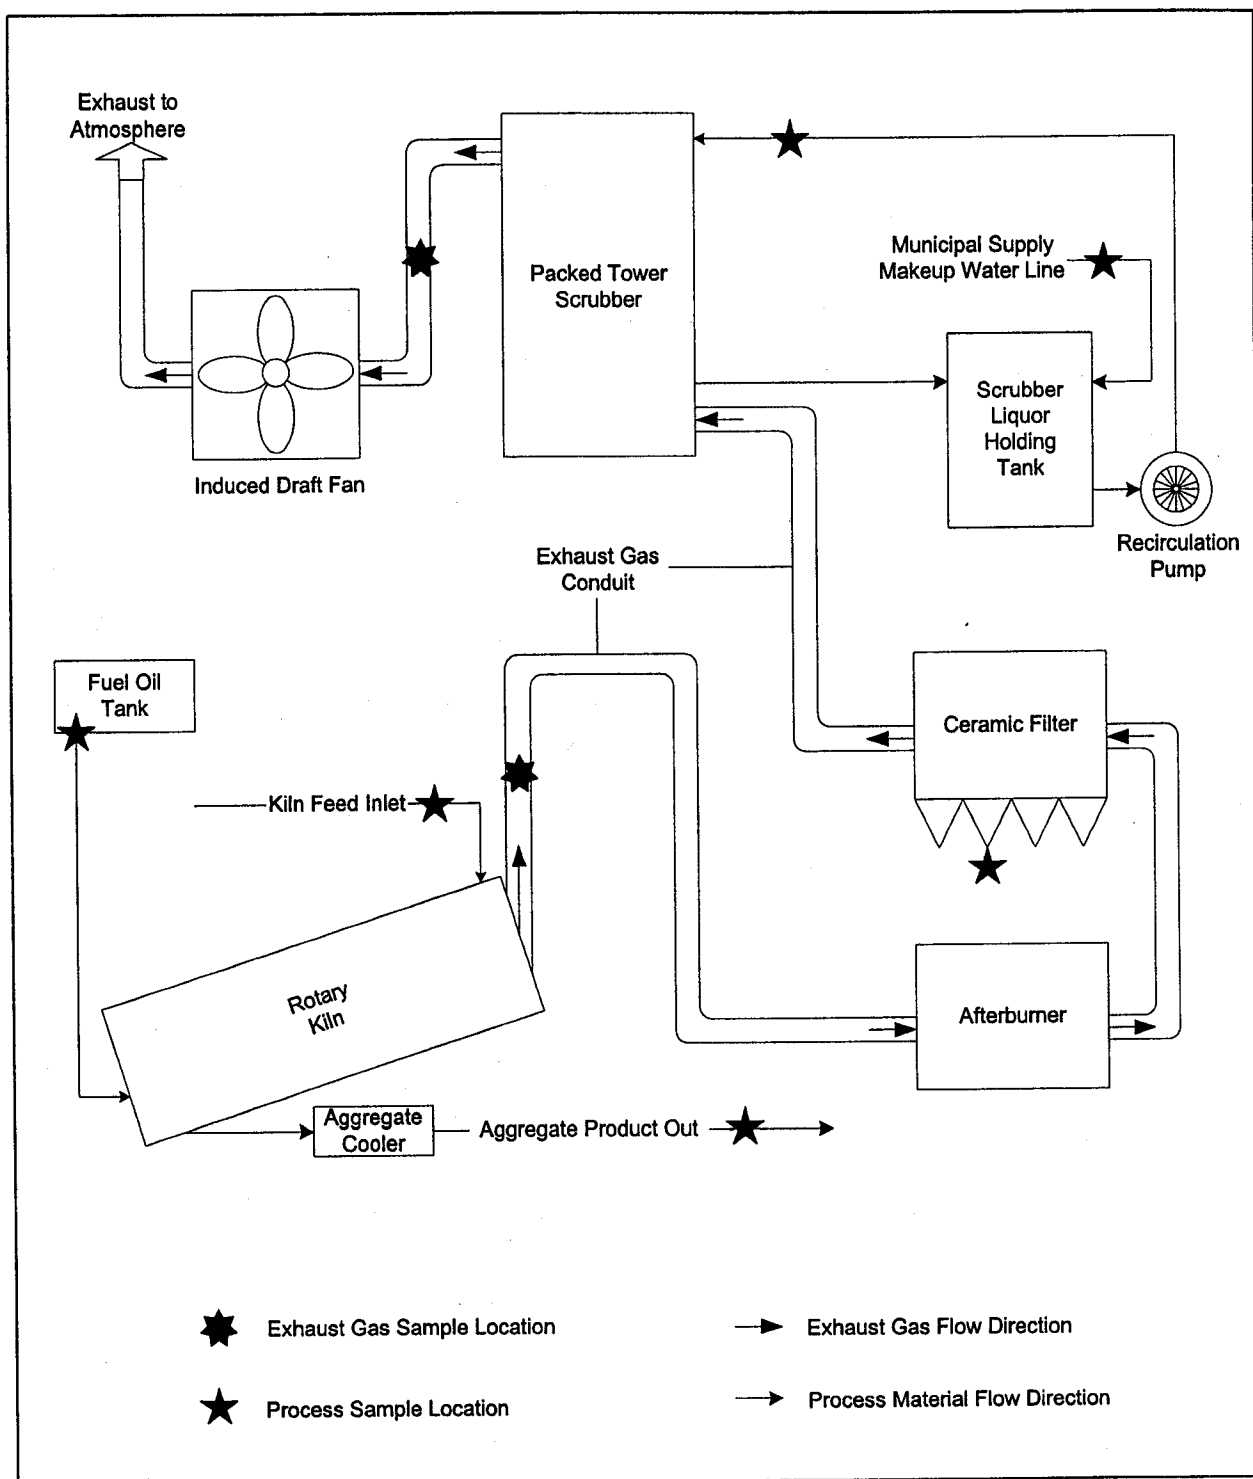 Exhaust to
Atmosphere
Packed Tower
Scrubber
Municipal Supply
Makeup Water Line
Scrubber
Liquor
Holding
Tank
Induced Draft Fan
Recirculation
Pump
Exhaust Gas
Conduit
Fuel Oil
Tank
Ceramic Filter
Kiln Feed Inlet
Rotary
Kiln
Afterburner
Aggregate
Cooler
Aggregate Product Out
Exhaust Gas Sample Location
Exhaust Gas Flow Direction
Process Sample Location
Process Material Flow Direction